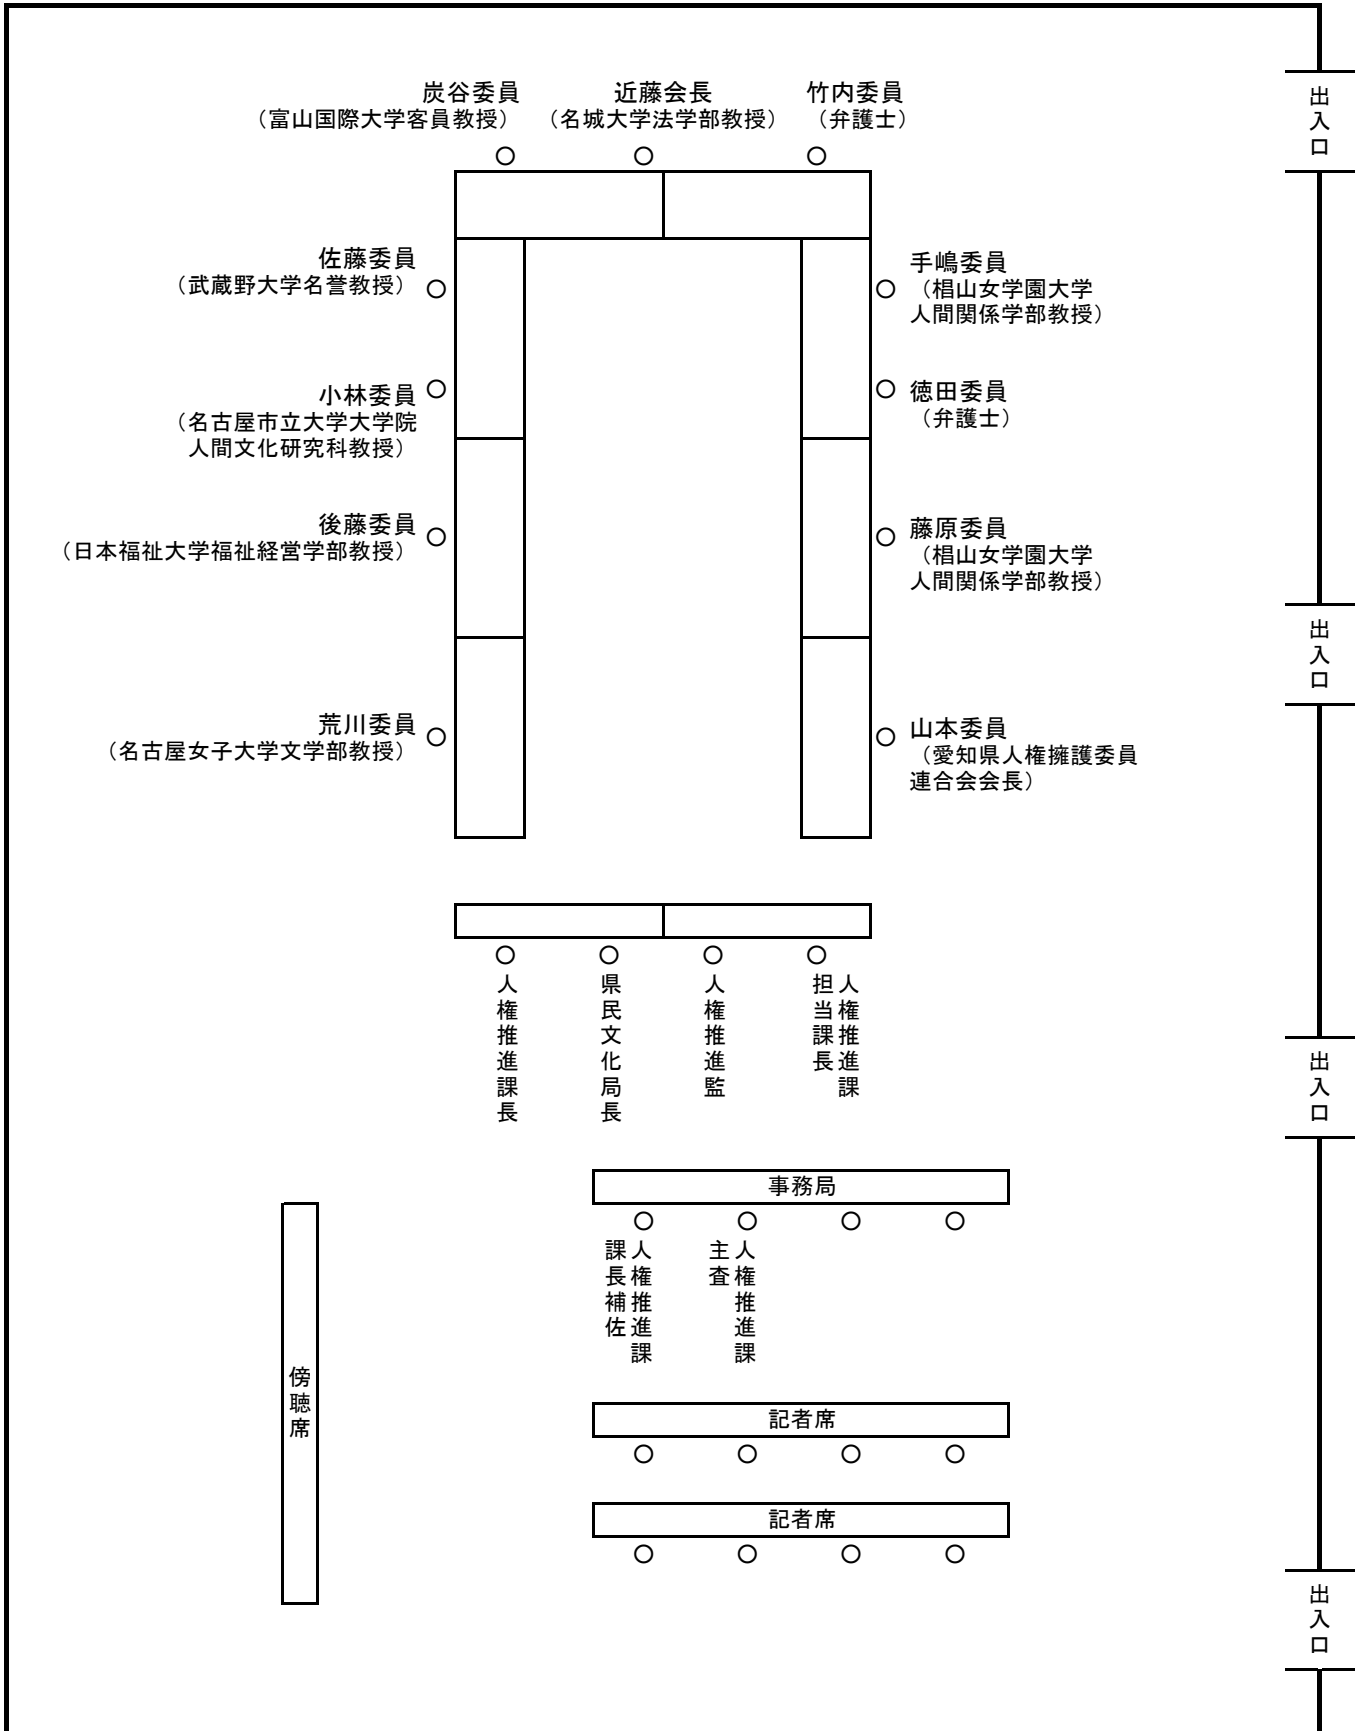 炭谷委員
（富山国際大学客員教授）
近藤会長
（名城大学法学部教授）
竹内委員
（弁護士）
出入口
佐藤委員
（武蔵野大学名誉教授）
手嶋委員
（椙山女学園大学
人間関係学部教授）
小林委員
（名古屋市立大学大学院
人間文化研究科教授）
徳田委員
（弁護士）
後藤委員
（日本福祉大学福祉経営学部教授）
藤原委員
（椙山女学園大学
人間関係学部教授）
出入口
荒川委員
（名古屋女子大学文学部教授）
山本委員
（愛知県人権擁護委員
連合会会長）
人権推進課長
県民文化局長
人権推進監
人権推進課
担当課長
出入口
事務局
人権推進課
課長補佐
人権推進課
主査
傍聴席
記者席
記者席
出入口